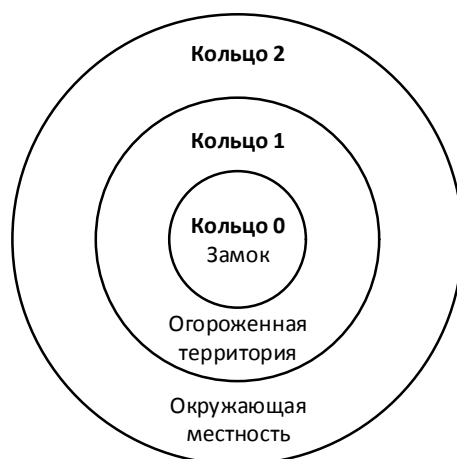 Кольцо 2
Кольцо 1
Кольцо 0
Замок
Огороженная
территория
Окружающая
местность